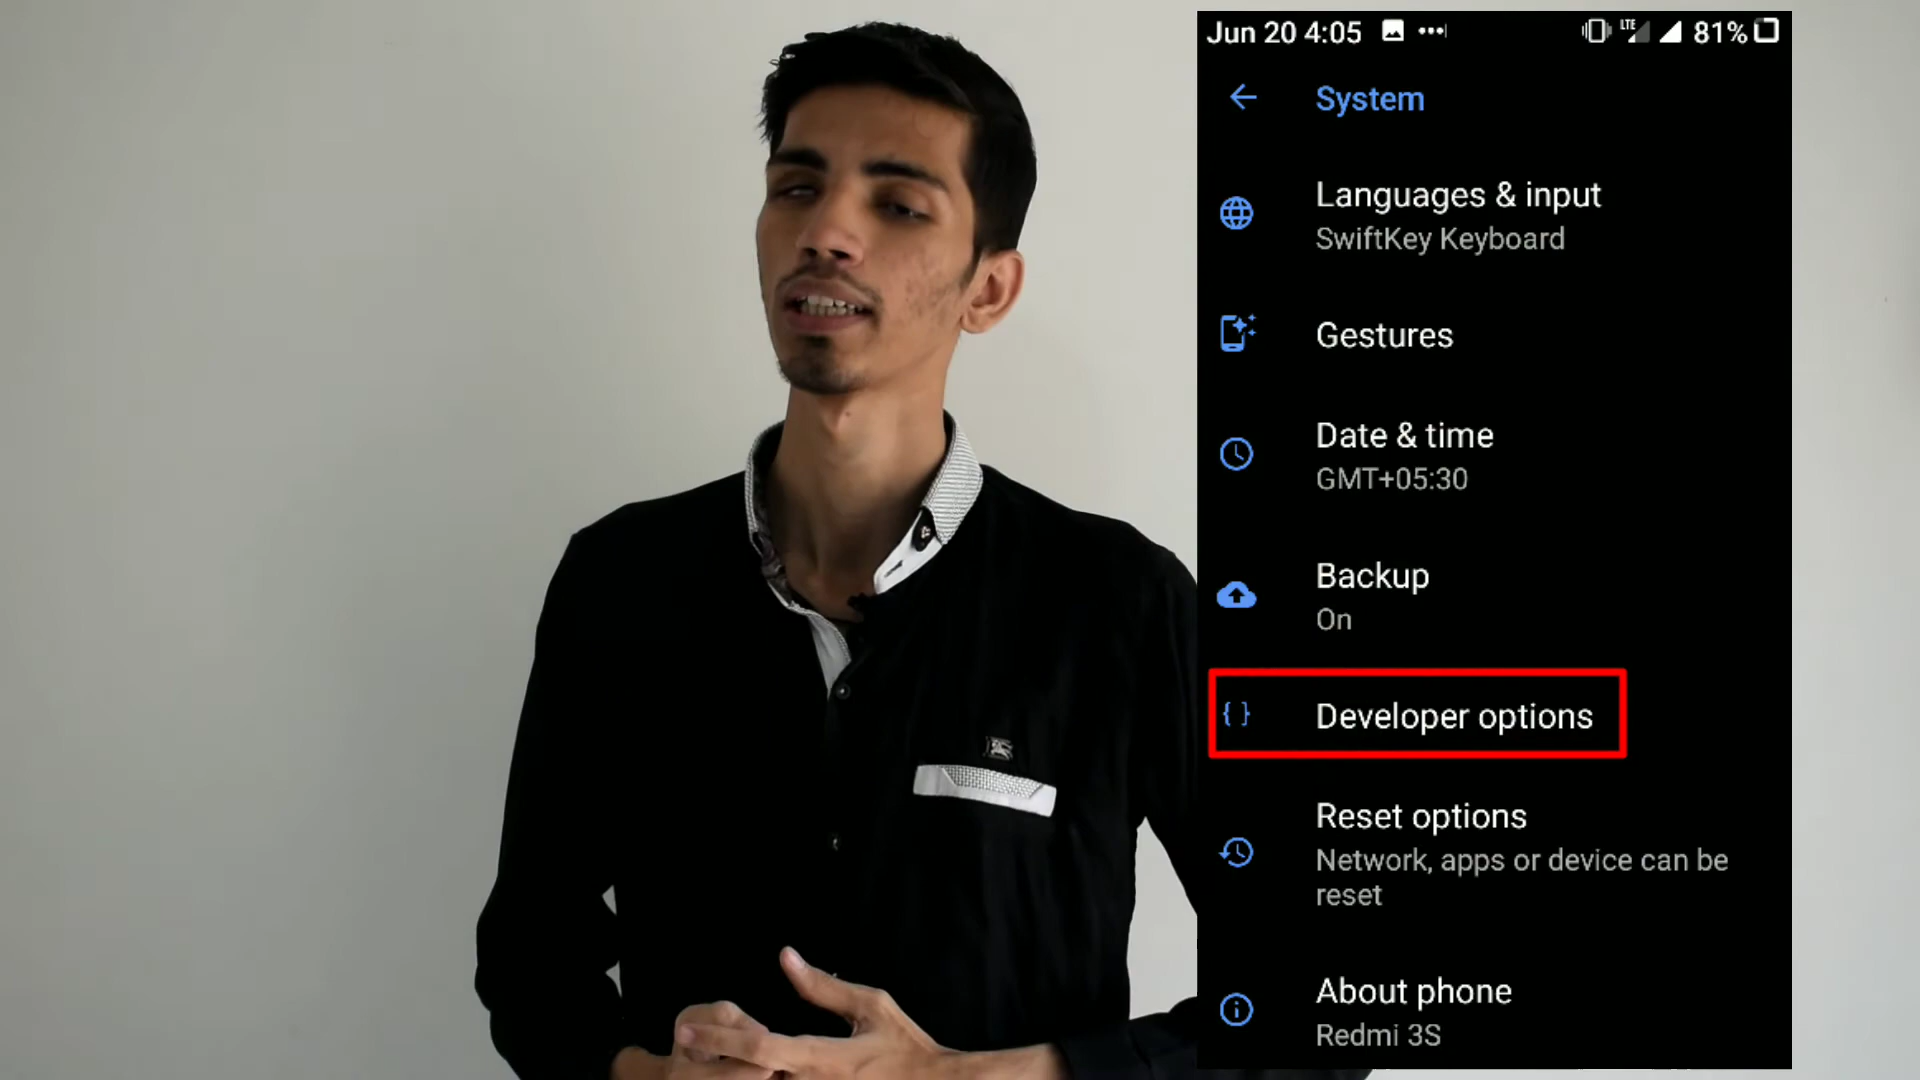 Jun 20 4:05 LTE 81%
System
Languages & input
SwiftKey Keyboard
Gestures
Date & time
GMT+05:30
Backup
On
{ } Developer options
Reset options
Network, apps or device can be
reset
About phone
Redmi 3S